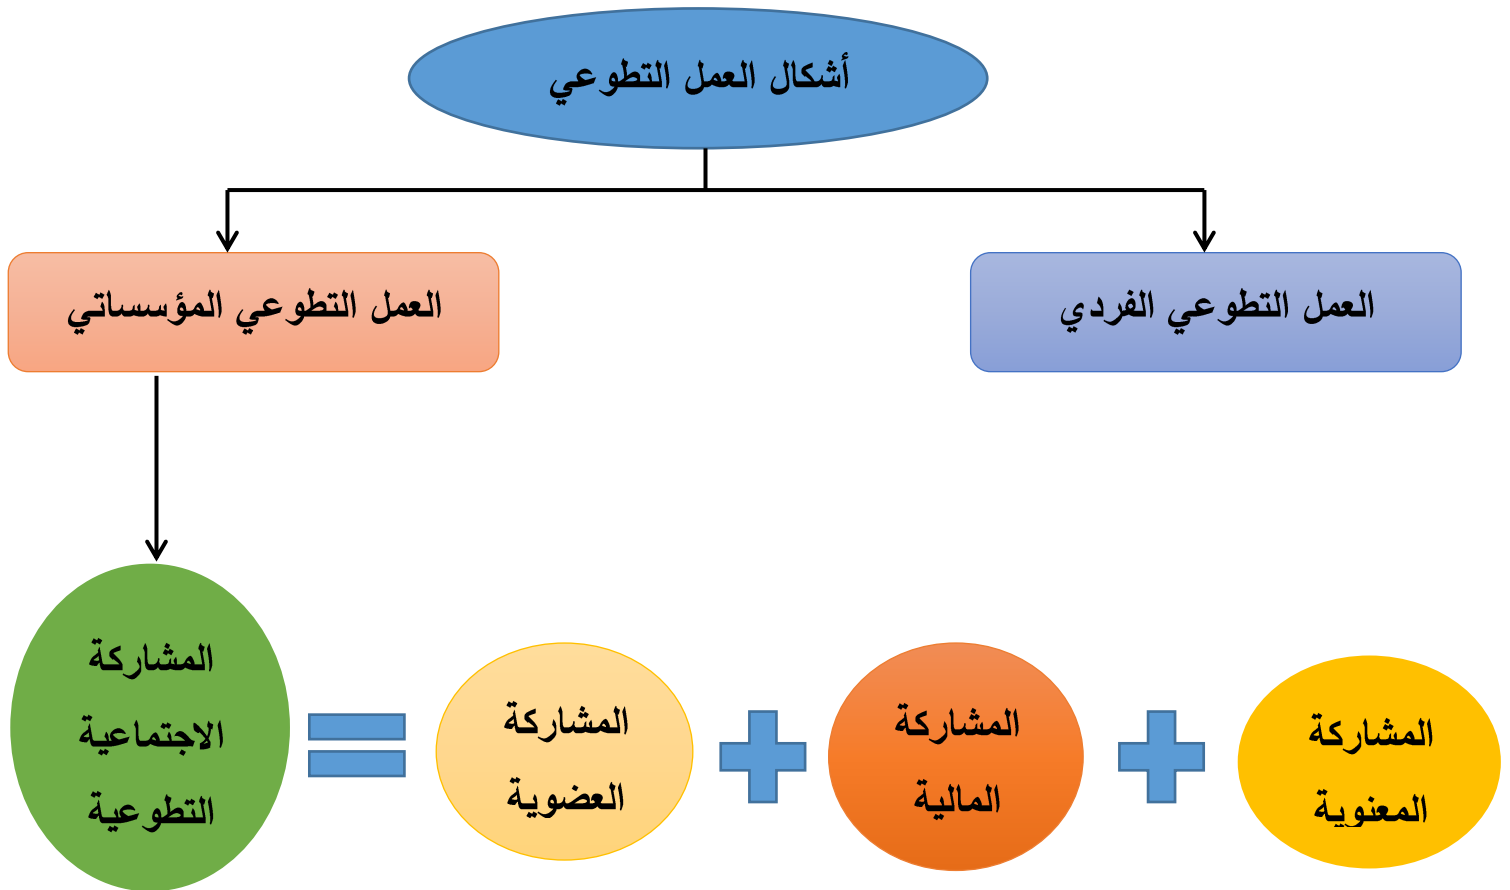 أشكال العمل التطوعي
العمل التطوعي الفردي
العمل التطوعي المؤسساتي
المشاركة
المعنوية
المشاركة
المالية
المشاركة
العضوية
المشاركة
الاجتماعية
التطوعية